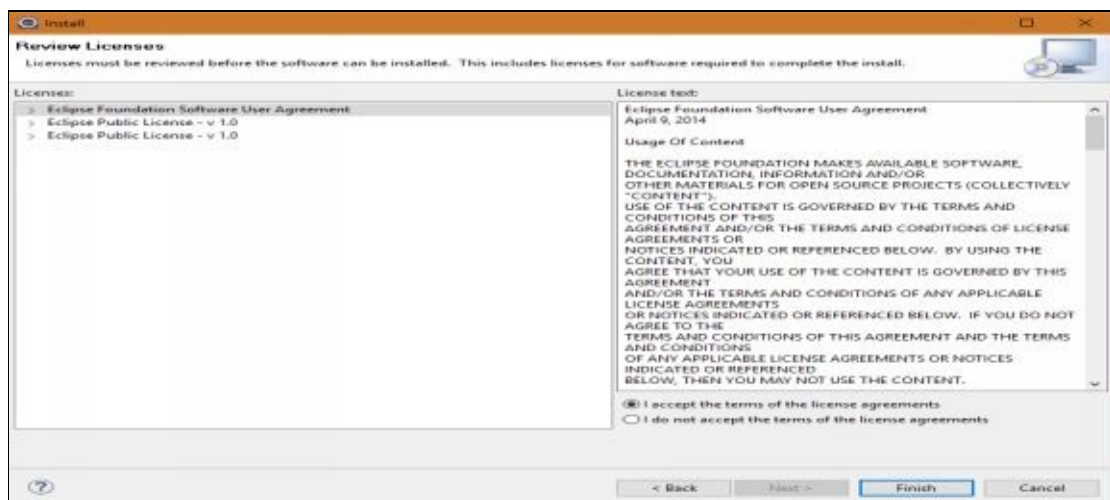 Install
Review Licenses
Licenses must be reviewed before the software can be installed. This includes licenses for software required to complete the install.
Licenses:
Eclipse Foundation Software User Agreement
Eclipse Public License - v 1.0
Eclipse Public License - v 1.0
License text:
Eclipse Foundation Software User Agreement
April 9, 2014
Usage Of Content
THE ECLIPSE FOUNDATION MAKES AVAILABLE SOFTWARE,
DOCUMENTATION, INFORMATION AND/OR
OTHER MATERIALS FOR OPEN SOURCE PROJECTS (COLLECTIVELY
"CONTENT").
USE OF THE CONTENT IS GOVERNED BY THE TERMS AND
CONDITIONS OF THIS
AGREEMENT AND/OR THE TERMS AND CONDITIONS OF LICENSE
AGREEMENTS OR
NOTICES INDICATED OR REFERENCED BELOW. BY USING THE
CONTENT, YOU
AGREE THAT YOUR USE OF THE CONTENT IS GOVERNED BY THIS
AGREEMENT
AND/OR THE TERMS AND CONDITIONS OF ANY APPLICABLE
LICENSE AGREEMENTS
OR NOTICES INDICATED OR REFERENCED BELOW. IF YOU DO NOT
AGREE TO THE
TERMS AND CONDITIONS OF THIS AGREEMENT AND THE TERMS
AND CONDITIONS
OF ANY APPLICABLE LICENSE AGREEMENTS OR NOTICES
INDICATED OR REFERENCED
BELOW, THEN YOU MAY NOT USE THE CONTENT.
I accept the terms of the license agreements
I do not accept the terms of the license agreements
< Back Next > Finish Cancel